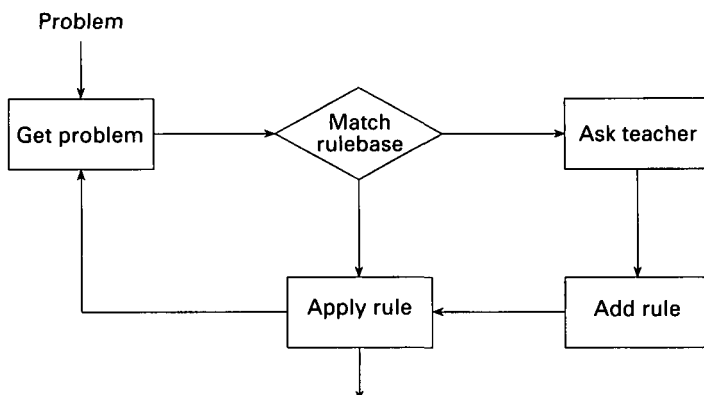 Problem
Get problem
Match
rulebase
Ask teacher
Apply rule
Add rule